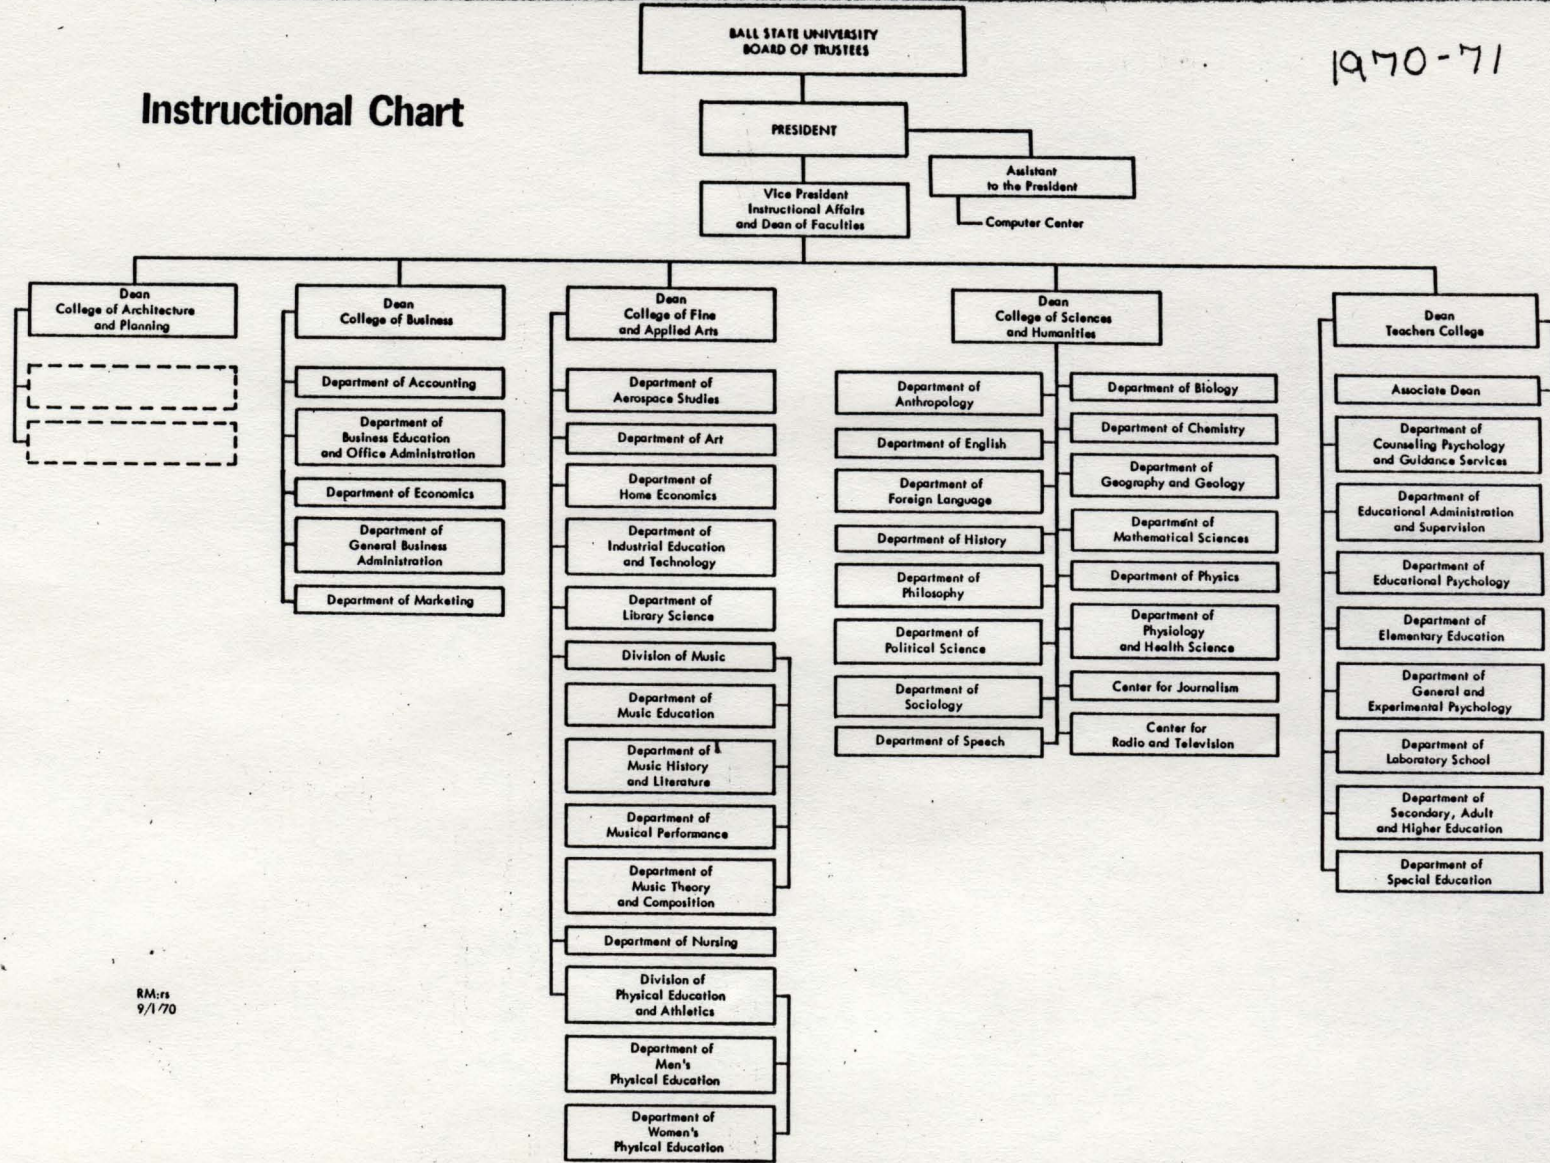 BALL STATE UNIVERSITY
BOARD OF TRUSTEES
1970-71
Instructional Chart
PRESIDENT
Assistant
to the President
Computer Center
Vice President
Instructional Affairs
and Dean of Faculties
Dean
College of Architecture
and Planning
Dean
College of Business
Department of Accounting
Department of
Business Education
and Office Administration
Department of Economics
Department of
General Business
Administration
Department of Marketing
Dean
College of Fine
and Applied Arts
Department of
Aerospace Studies
Department of Art
Department of
Home Economics
Department of
Industrial Education
and Technology
Department of
Library Science
Division of Music
Department of
Music Education
Department of
Music History
and Literature
Department of
Musical Performance
Department of
Music Theory
and Composition
Department of Nursing
Division of
Physical Education
and Athletics
Department of
Men's
Physical Education
Department of
Women's
Physical Education
Dean
College of Sciences
and Humanities
Department of
Anthropology
Department of English
Department of
Foreign Language
Department of History
Department of
Philosophy
Department of
Political Science
Department of
Sociology
Department of Speech
Department of Biology
Department of Chemistry
Department of
Geography and Geology
Department of
Mathematical Sciences
Department of Physics
Department of
Physiology
and Health Science
Center for Journalism
Center for
Radio and Television
Dean
Teachers College
Associate Dean
Department of
Counseling Psychology
and Guidance Services
Department of
Educational Administration
and Supervision
Department of
Educational Psychology
Department of
Elementary Education
Department of
General and
Experimental Psychology
Department of
Laboratory School
Department of
Secondary, Adult
and Higher Education
Department of
Special Education
RM:rs
9/1/70